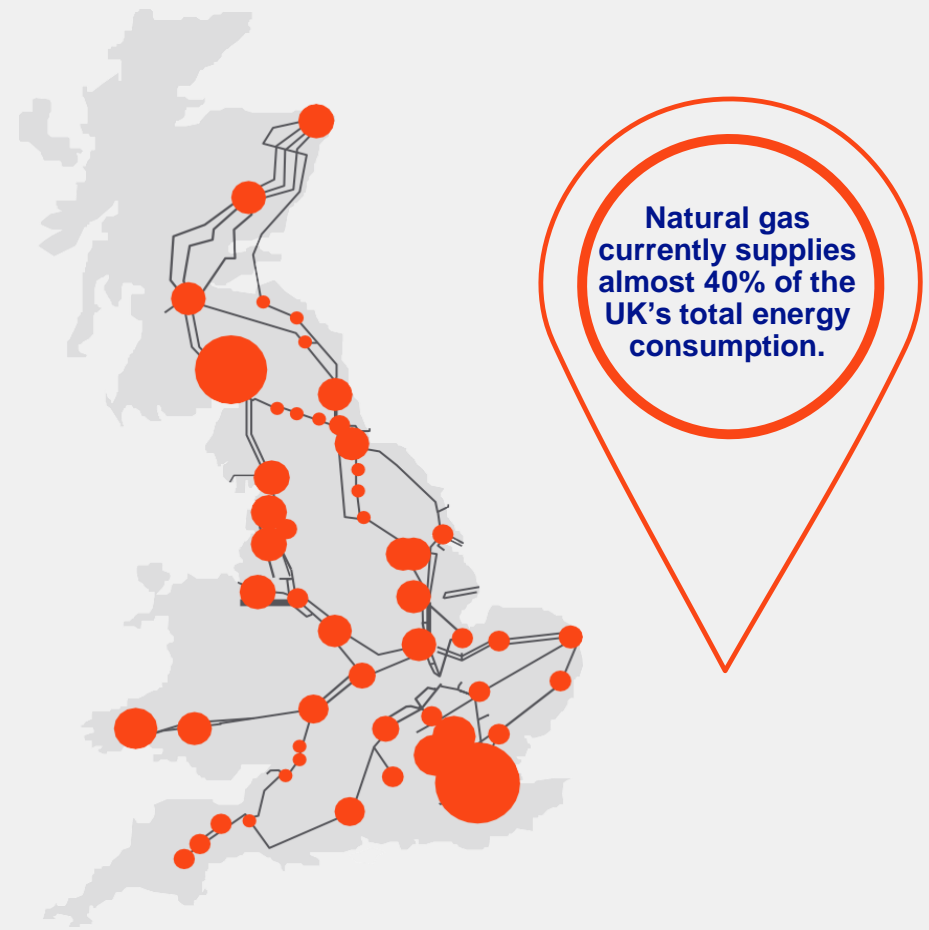 Natural gas
currently supplies
almost 40% of the
UK's total energy
consumption.